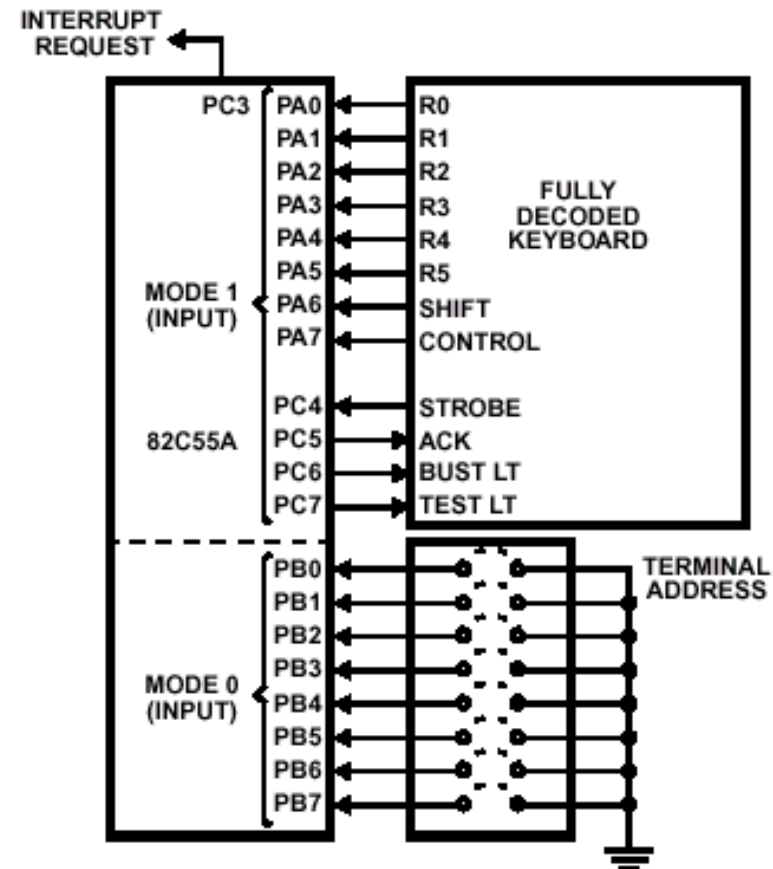 INTERRUPT
REQUEST
PC3 PA0 R0
PA1 R1
PA2 R2
PA3 R3
PA4 R4
PA5 R5
PA6 SHIFT
PA7 CONTROL
FULLY
DECODED
KEYBOARD
MODE 1
(INPUT)
82C55A
PC4 STROBE
PC5 ACK
PC6 BUST LT
PC7 TEST LT
PB0
PB1
PB2
PB3
PB4
PB5
PB6
PB7
MODE 0
(INPUT)
TERMINAL
ADDRESS